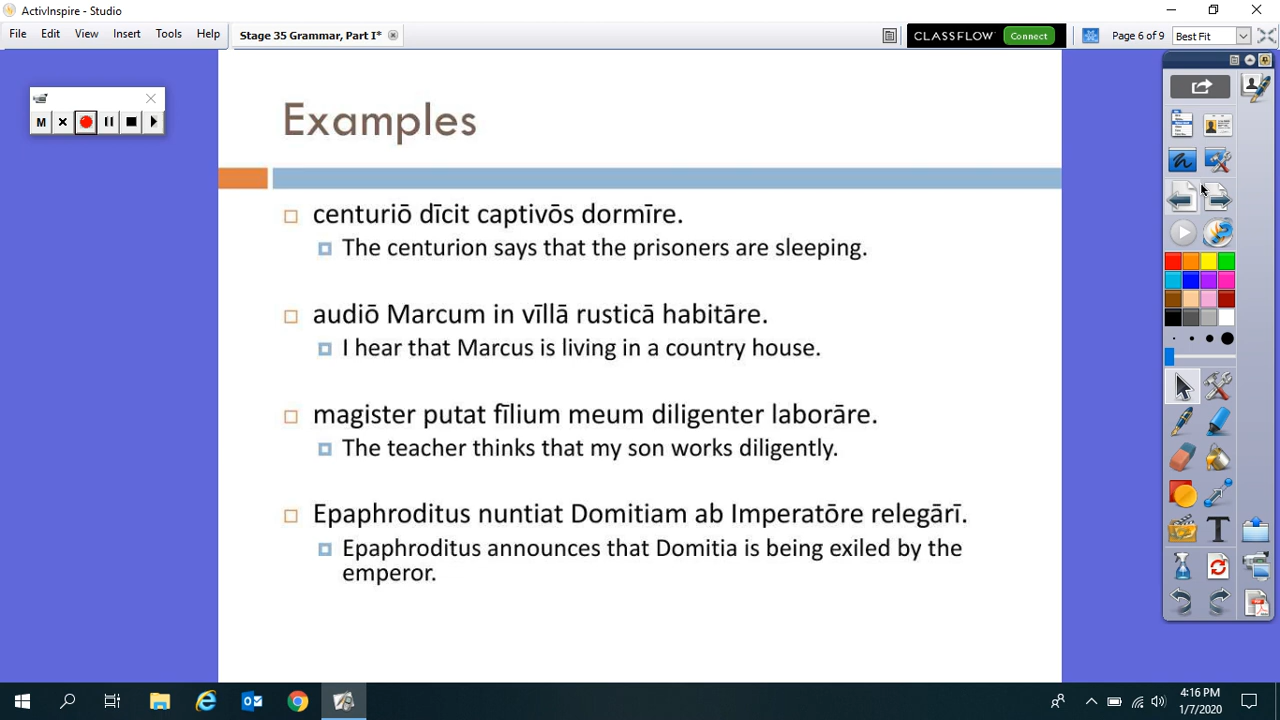 ActivInspire - Studio
File Edit View Insert Tools Help Stage 35 Grammar, Part I* CLASSFLOW Connect Page 6 of 9 Best Fit
M
Examples
centuriō dīcit captivōs dormīre.
The centurion says that the prisoners are sleeping.
audiō Marcum in vīllā rusticā habitāre.
I hear that Marcus is living in a country house.
magister putat fīlium meum diligenter laborāre.
The teacher thinks that my son works diligently.
Epaphroditus nuntiat Domitiam ab Imperatōre relegārī.
Epaphroditus announces that Domitia is being exiled by the
emperor.
4:16 PM
1/7/2020